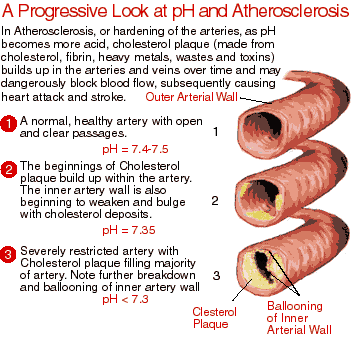 A Progressive Look at pH and Atherosclerosis
In Atherosclerosis, or hardening of the arteries, as pH
becomes more acid, cholesterol plaque (made from
cholesterol, fibrin, heavy metals, wastes and toxins)
builds up in the arteries and veins over time and may
dangerously block blood flow, subsequently causing
heart attack and stroke.
Outer Arterial Wall
1 A normal, healthy artery with open
and clear passages.
pH = 7.4-7.5
1
2 The beginnings of Cholesterol
plaque build up within the artery.
The inner artery wall is also
beginning to weaken and bulge
with cholesterol deposits.
pH = 7.35
2
3 Severely restricted artery with
Cholesterol plaque filling majority
of artery. Note further breakdown
and ballooning of inner artery wall
pH < 7.3
3
Clesterol
Plaque
Ballooning
of Inner
Arterial Wall